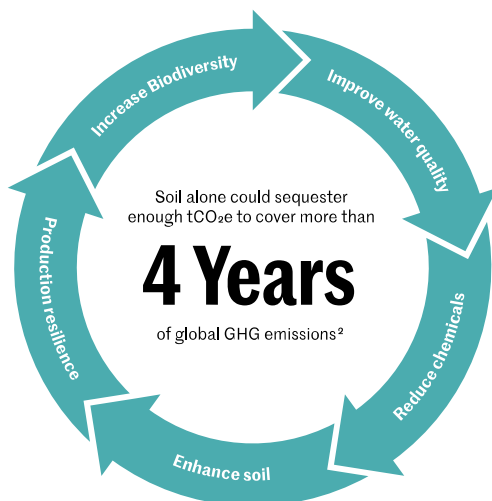 Increase Biodiversity
Improve water quality
Reduce chemicals
Enhance soil
Production resilience
Soil alone could sequester
enough tCO₂e to cover more than
4 Years
of global GHG emissions²